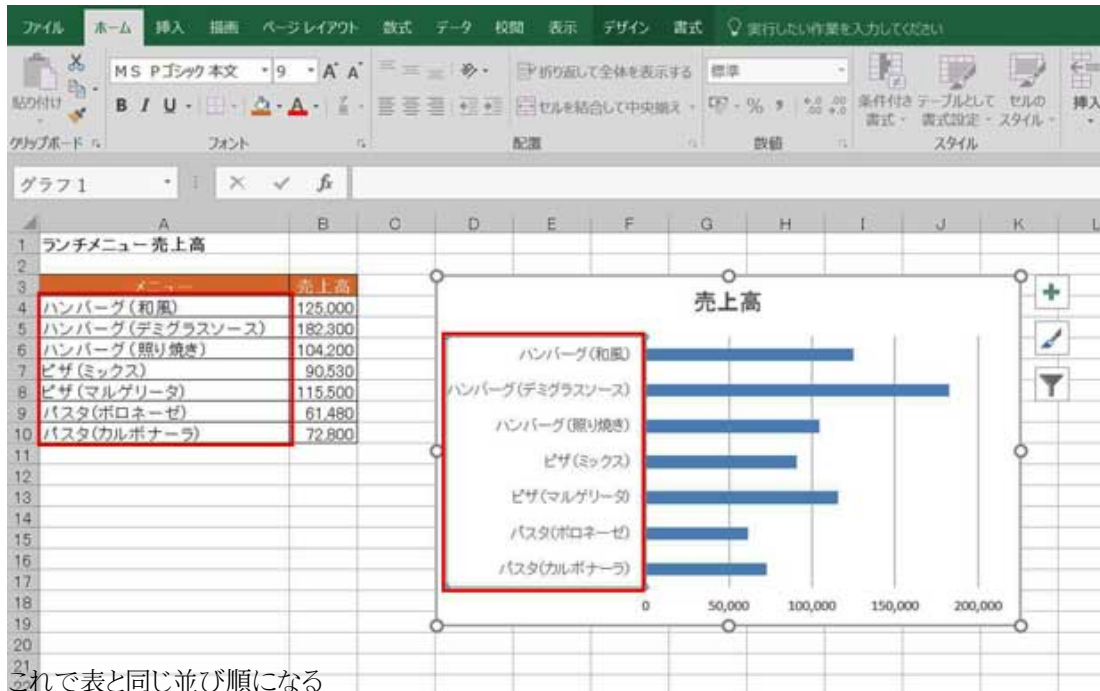 ファイル ホーム 挿入 描画 ページ レイアウト 数式 データ 校閲 表示 デザイン 書式 実行したい作業を入力してください
MS Pゴシック 本文 9 A A 折り返して全体を表示する 標準
貼り付け B I U A セルを結合して中央揃え % 条件付き 書式 テーブルとして 書式設定 セルの スタイル 挿入
クリップボード フォント 配置 数値 スタイル
グラフ 1 fx
A B C D E F G H I J K L
1 ランチメニュー売上高
2
3 メニュー 売上高
4 ハンバーグ(和風) 125,000
5 ハンバーグ(デミグラスソース) 182,300
6 ハンバーグ(照り焼き) 104,200
7 ピザ(ミックス) 90,530
8 ピザ(マルゲリータ) 115,500
9 パスタ(ボロネーゼ) 61,480
10 パスタ(カルボナーラ) 72,800
11
12
13
14
15
16
17
18
19
20
21
売上高
ハンバーグ(和風)
ハンバーグ(デミグラスソース)
ハンバーグ(照り焼き)
ピザ(ミックス)
ピザ(マルゲリータ)
パスタ(ボロネーゼ)
パスタ(カルボナーラ)
0 50,000 100,000 150,000 200,000
これで表と同じ並び順になる